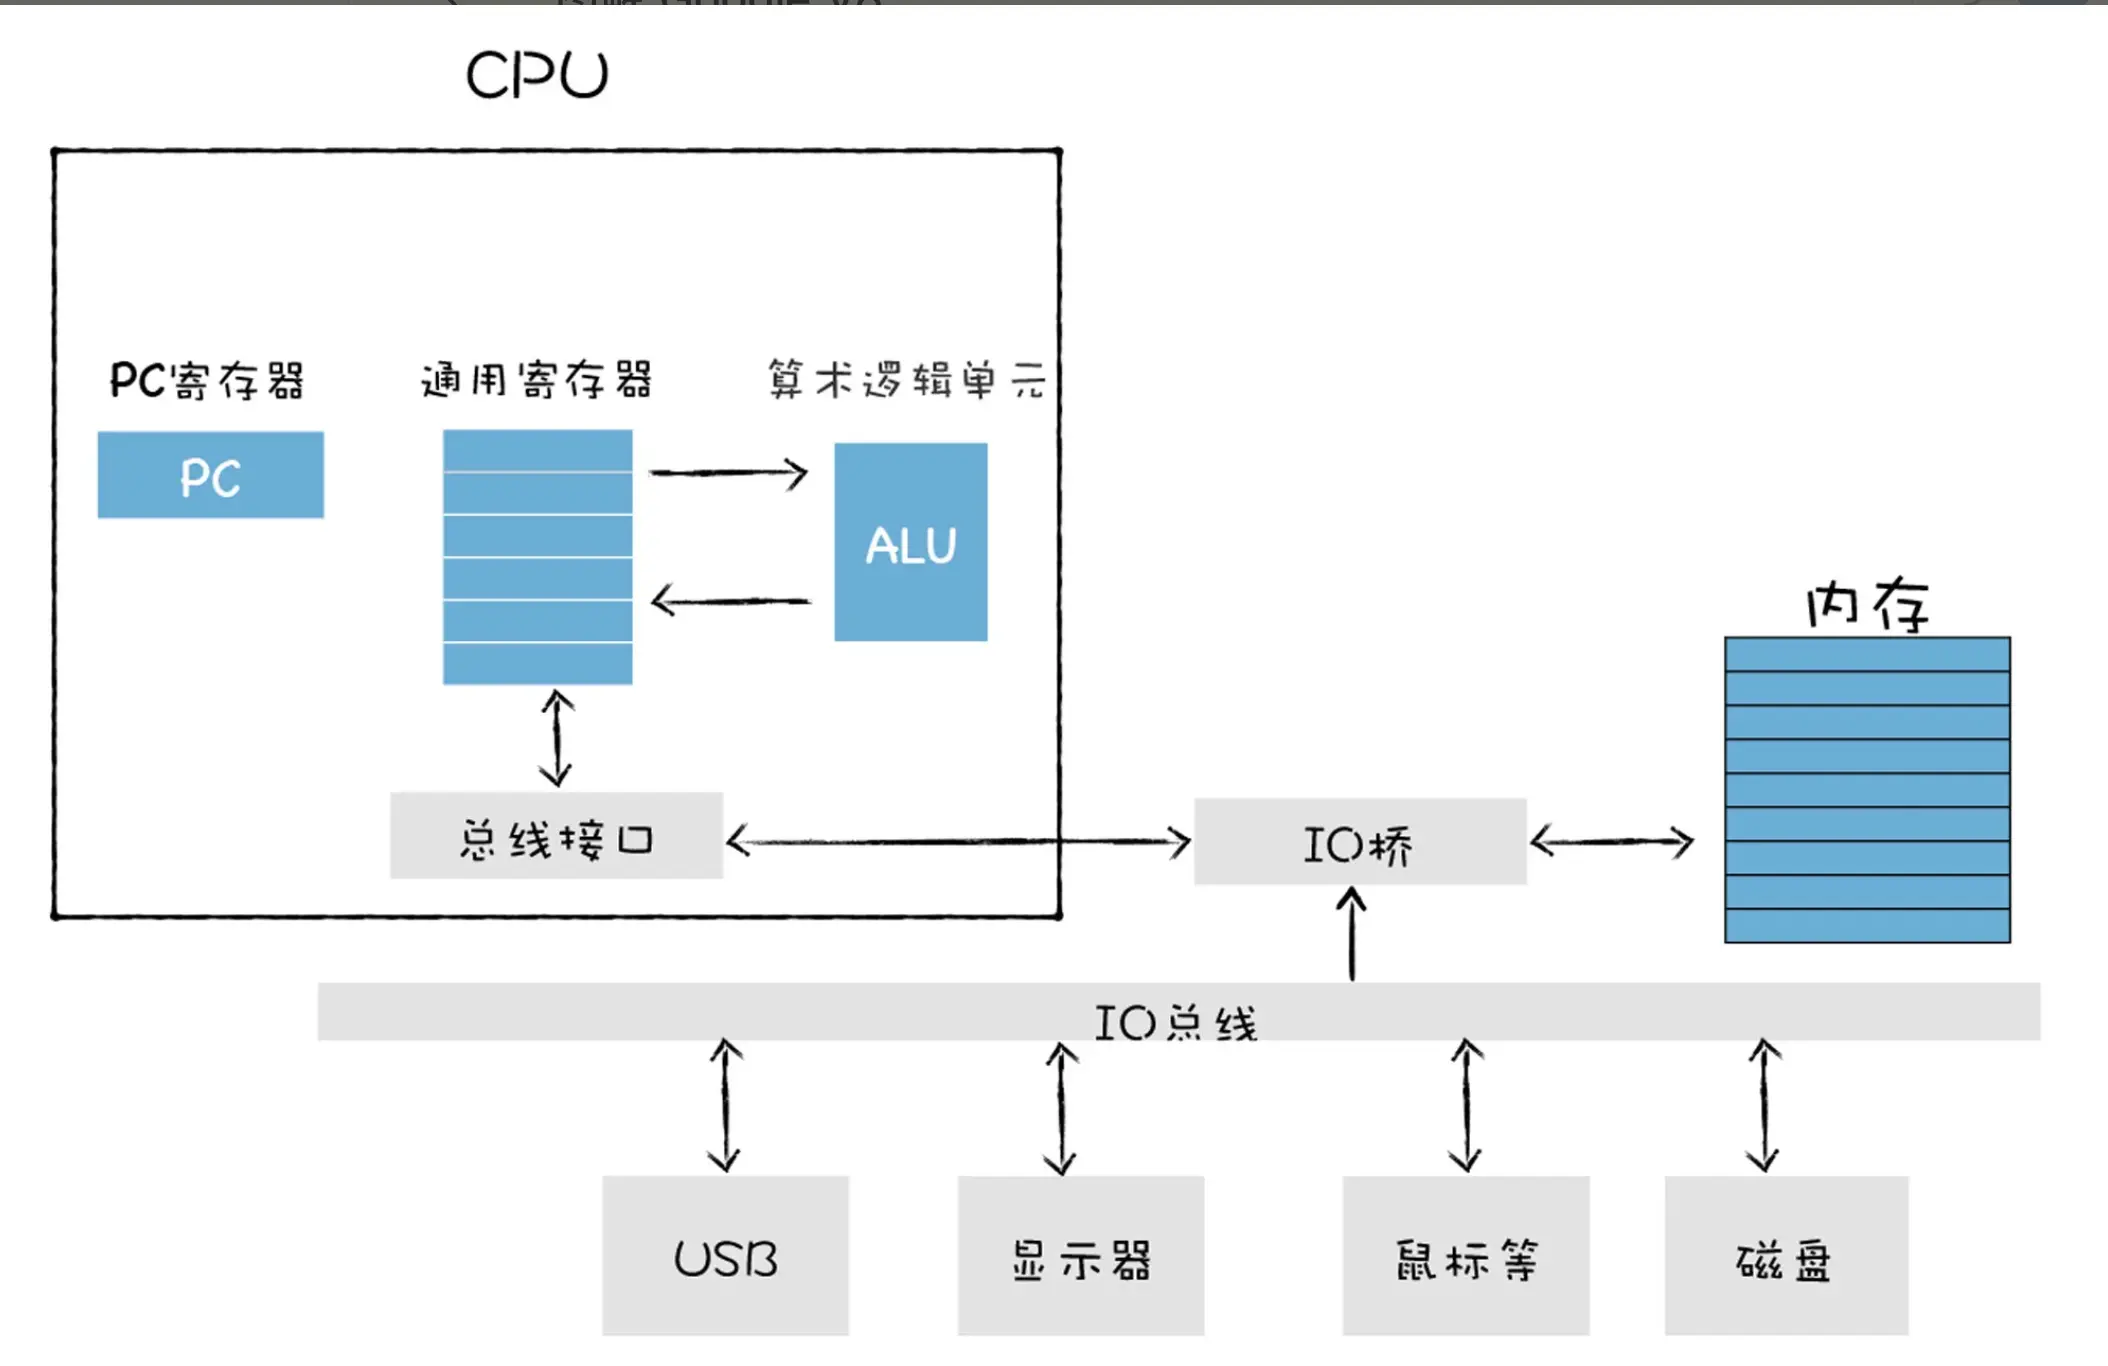 CPU
PC寄存器
通用寄存器
算术逻辑单元
PC
ALU
内存
总线接口
IO桥
IO总线
USB
显示器
鼠标等
磁盘